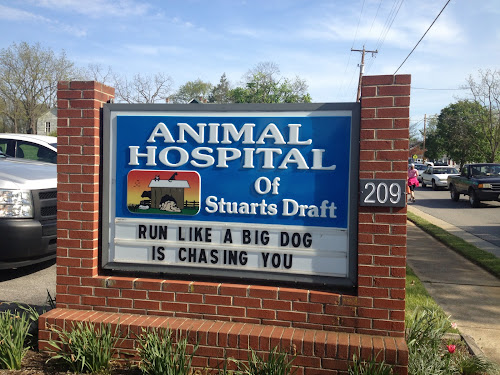 ANIMAL
HOSPITAL
Of
Stuarts Draft
209
RUN LIKE A BIG DOG
IS CHASING YOU